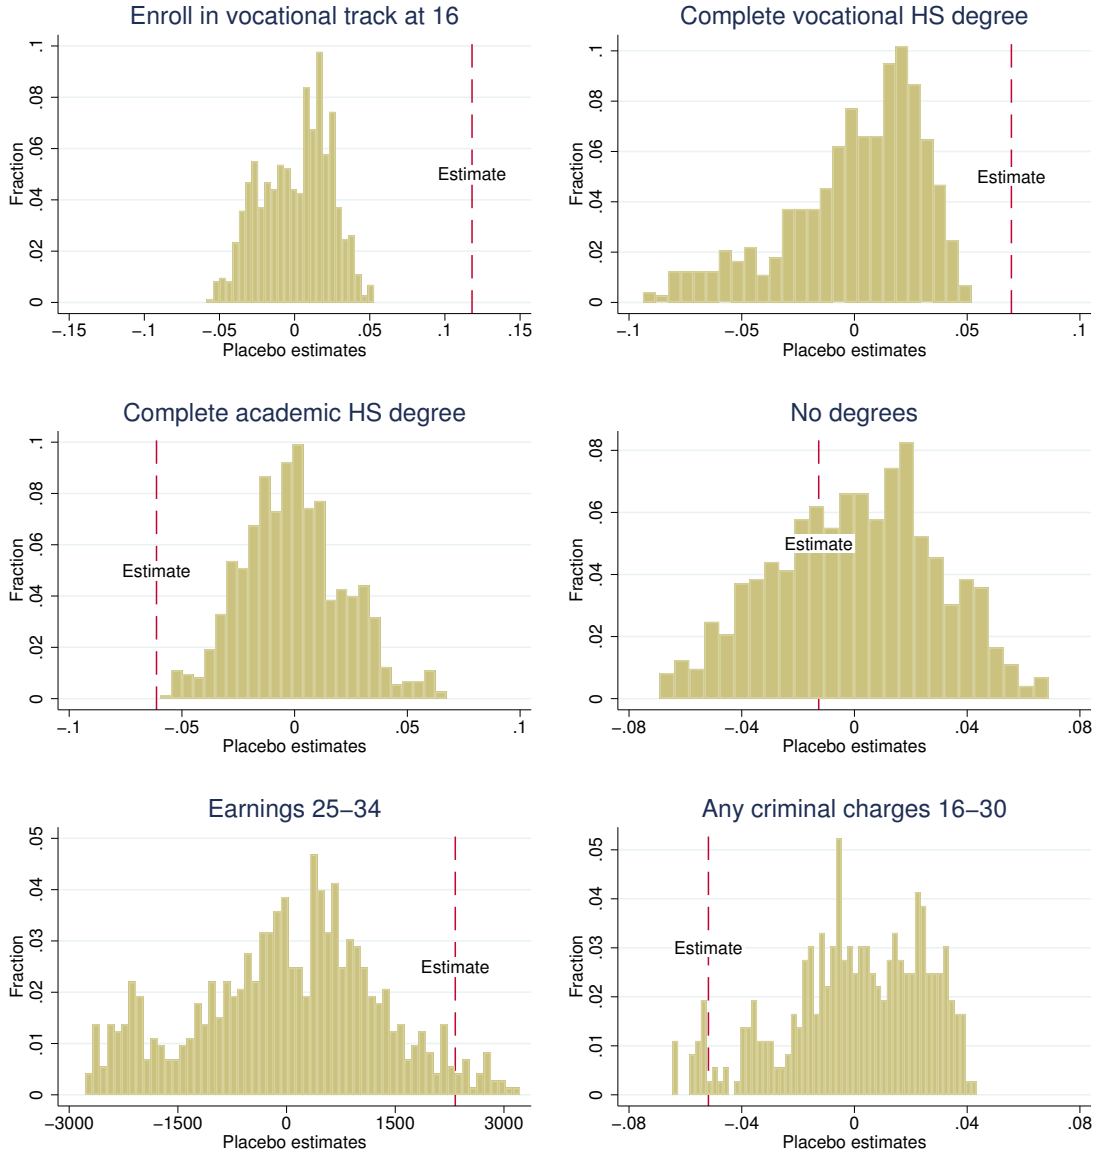 Enroll in vocational track at 16
Fraction
0 .02 .04 .06 .08 .1
Estimate
−.15 −.1 −.05 0 .05 .1 .15
Placebo estimates
Complete vocational HS degree
Fraction
0 .02 .04 .06 .08 .1
Estimate
−.1 −.05 0 .05 .1
Placebo estimates
Complete academic HS degree
Fraction
0 .02 .04 .06 .08 .1
Estimate
−.1 −.05 0 .05 .1
Placebo estimates
No degrees
Fraction
0 .02 .04 .06 .08
Estimate
−.08 −.04 0 .04 .08
Placebo estimates
Earnings 25−34
Fraction
0 .01 .02 .03 .04 .05
Estimate
−3000 −1500 0 1500 3000
Placebo estimates
Any criminal charges 16−30
Fraction
0 .01 .02 .03 .04 .05
Estimate
−.08 −.04 0 .04 .08
Placebo estimates